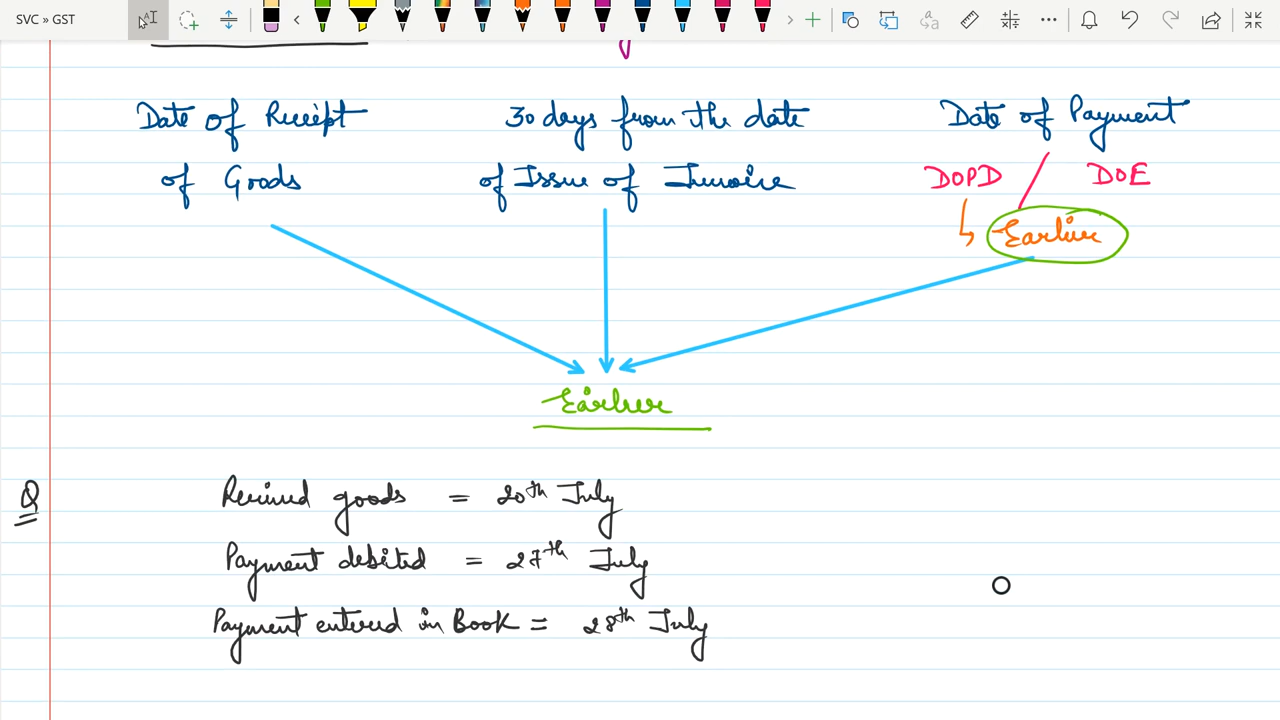 SVC » GST
Date of Receipt
of Goods
30 days from the date
of Issue of Invoice
Date of Payment
DOPD / DOE
Earlier
Earlier
Q
Received goods = 20th July
Payment debited = 27th July
Payment entered in Book = 28th July